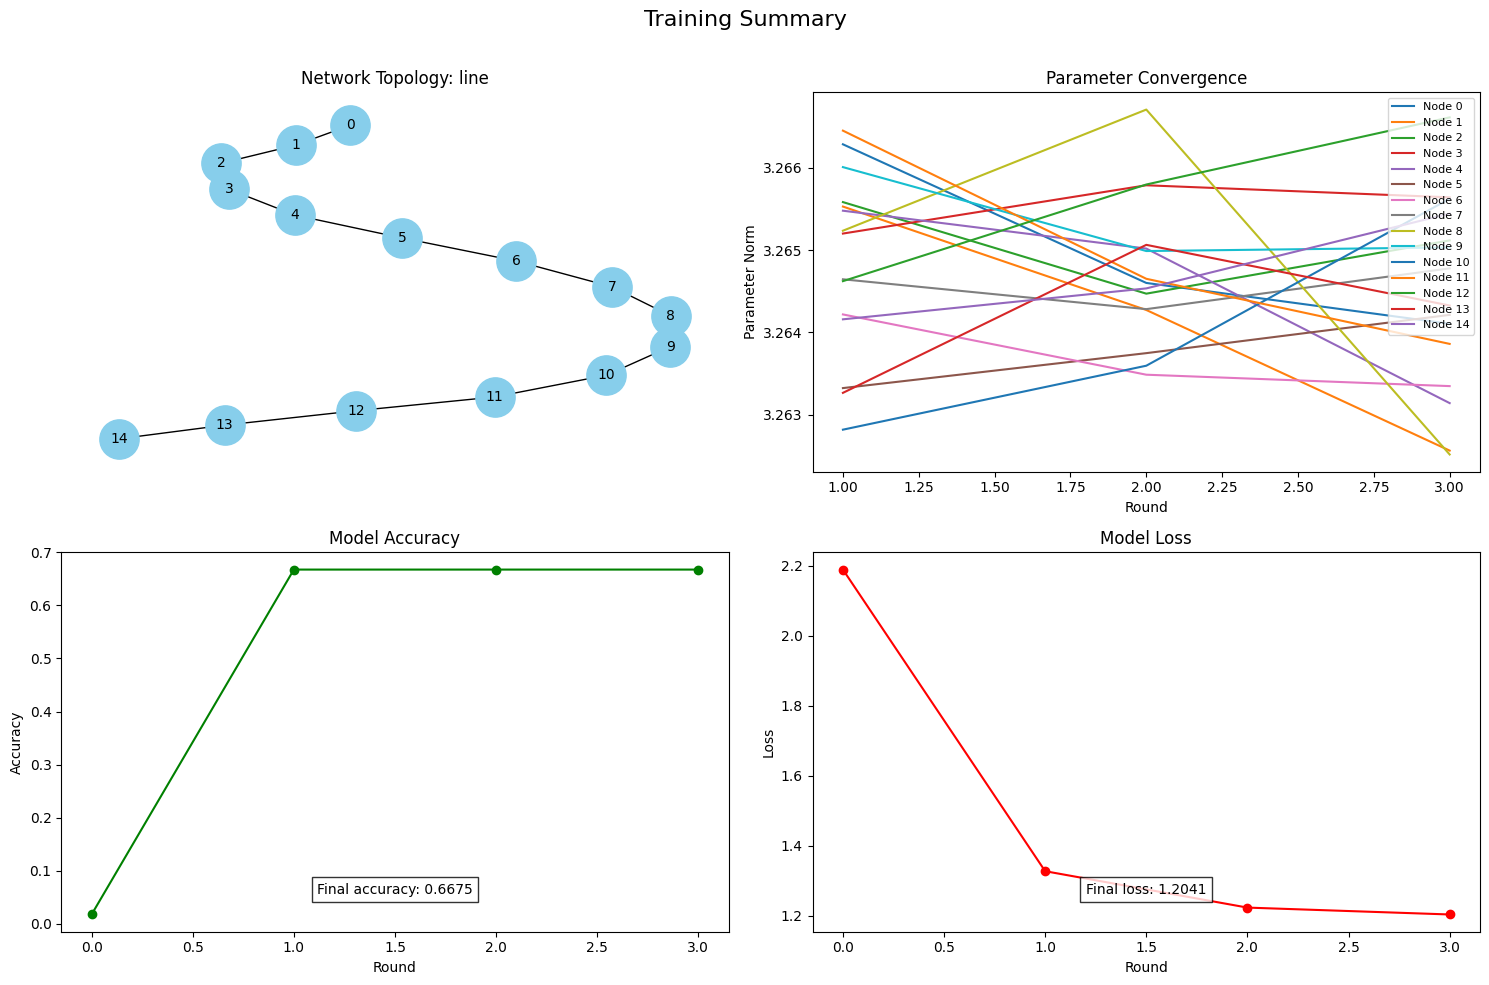 Training Summary
Network Topology: line
0
1
2
3
4
5
6
7
8
9
10
11
12
13
14
Parameter Convergence
Parameter Norm
3.266
3.265
3.264
3.263
1.00 1.25 1.50 1.75 2.00 2.25 2.50 2.75 3.00
Round
Node 0
Node 1
Node 2
Node 3
Node 4
Node 5
Node 6
Node 7
Node 8
Node 9
Node 10
Node 11
Node 12
Node 13
Node 14
Model Accuracy
Accuracy
0.7
0.6
0.5
0.4
0.3
0.2
0.1
0.0
Final accuracy: 0.6675
0.0 0.5 1.0 1.5 2.0 2.5 3.0
Round
Model Loss
Loss
2.2
2.0
1.8
1.6
1.4
1.2
Final loss: 1.2041
0.0 0.5 1.0 1.5 2.0 2.5 3.0
Round